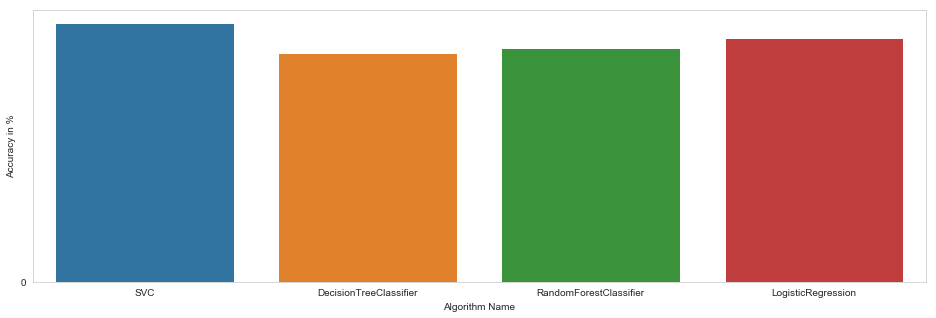 Accuracy in %
0
SVC
DecisionTreeClassifier
RandomForestClassifier
LogisticRegression
Algorithm Name